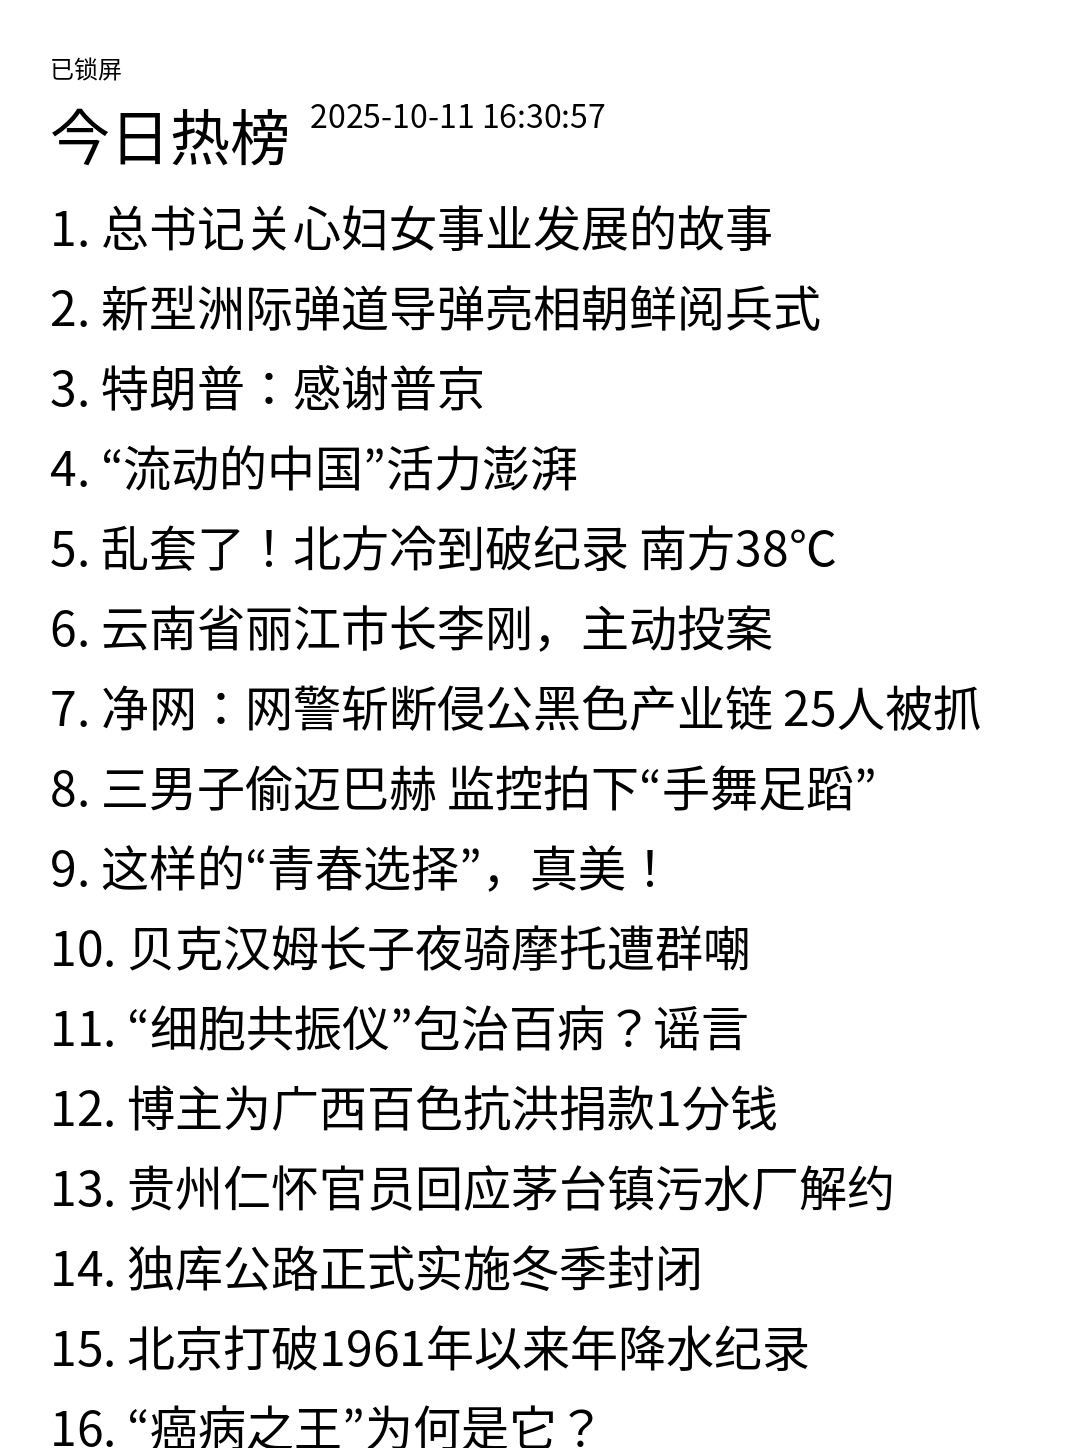 已锁屏
今日热榜 2025-10-11 16:30:57
1. 总书记关心妇女事业发展的故事
2. 新型洲际弹道导弹亮相朝鲜阅兵式
3. 特朗普：感谢普京
4. “流动的中国”活力澎湃
5. 乱套了！北方冷到破纪录 南方38℃
6. 云南省丽江市长李刚，主动投案
7. 净网：网警斩断侵公黑色产业链 25人被抓
8. 三男子偷迈巴赫 监控拍下“手舞足蹈”
9. 这样的“青春选择”，真美！
10. 贝克汉姆长子夜骑摩托遭群嘲
11. “细胞共振仪”包治百病？谣言
12. 博主为广西百色抗洪捐款1分钱
13. 贵州仁怀官员回应茅台镇污水厂解约
14. 独库公路正式实施冬季封闭
15. 北京打破1961年以来年降水纪录
16. “癌病之王”为何是它？